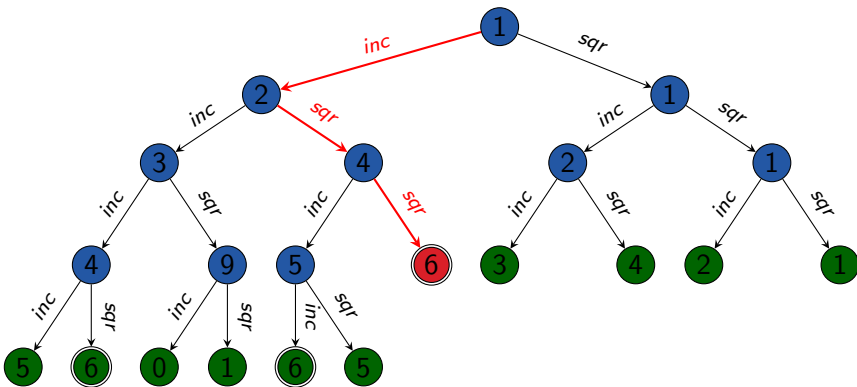 1
inc sqr
2 1
inc sqr inc sqr
3 4 2 1
inc sqr inc sqr inc sqr inc sqr
4 9 5 6 3 4 2 1
inc sqr inc sqr inc sqr
5 6 0 1 6 5